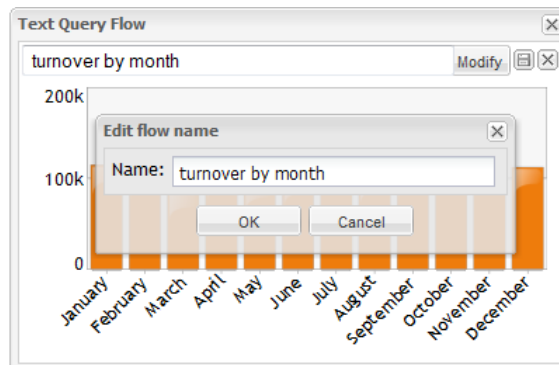 Text Query Flow
turnover by month Modify
200k
Edit flow name
Name: turnover by month
100k
OK Cancel
0
January February March April May June July August September October November December